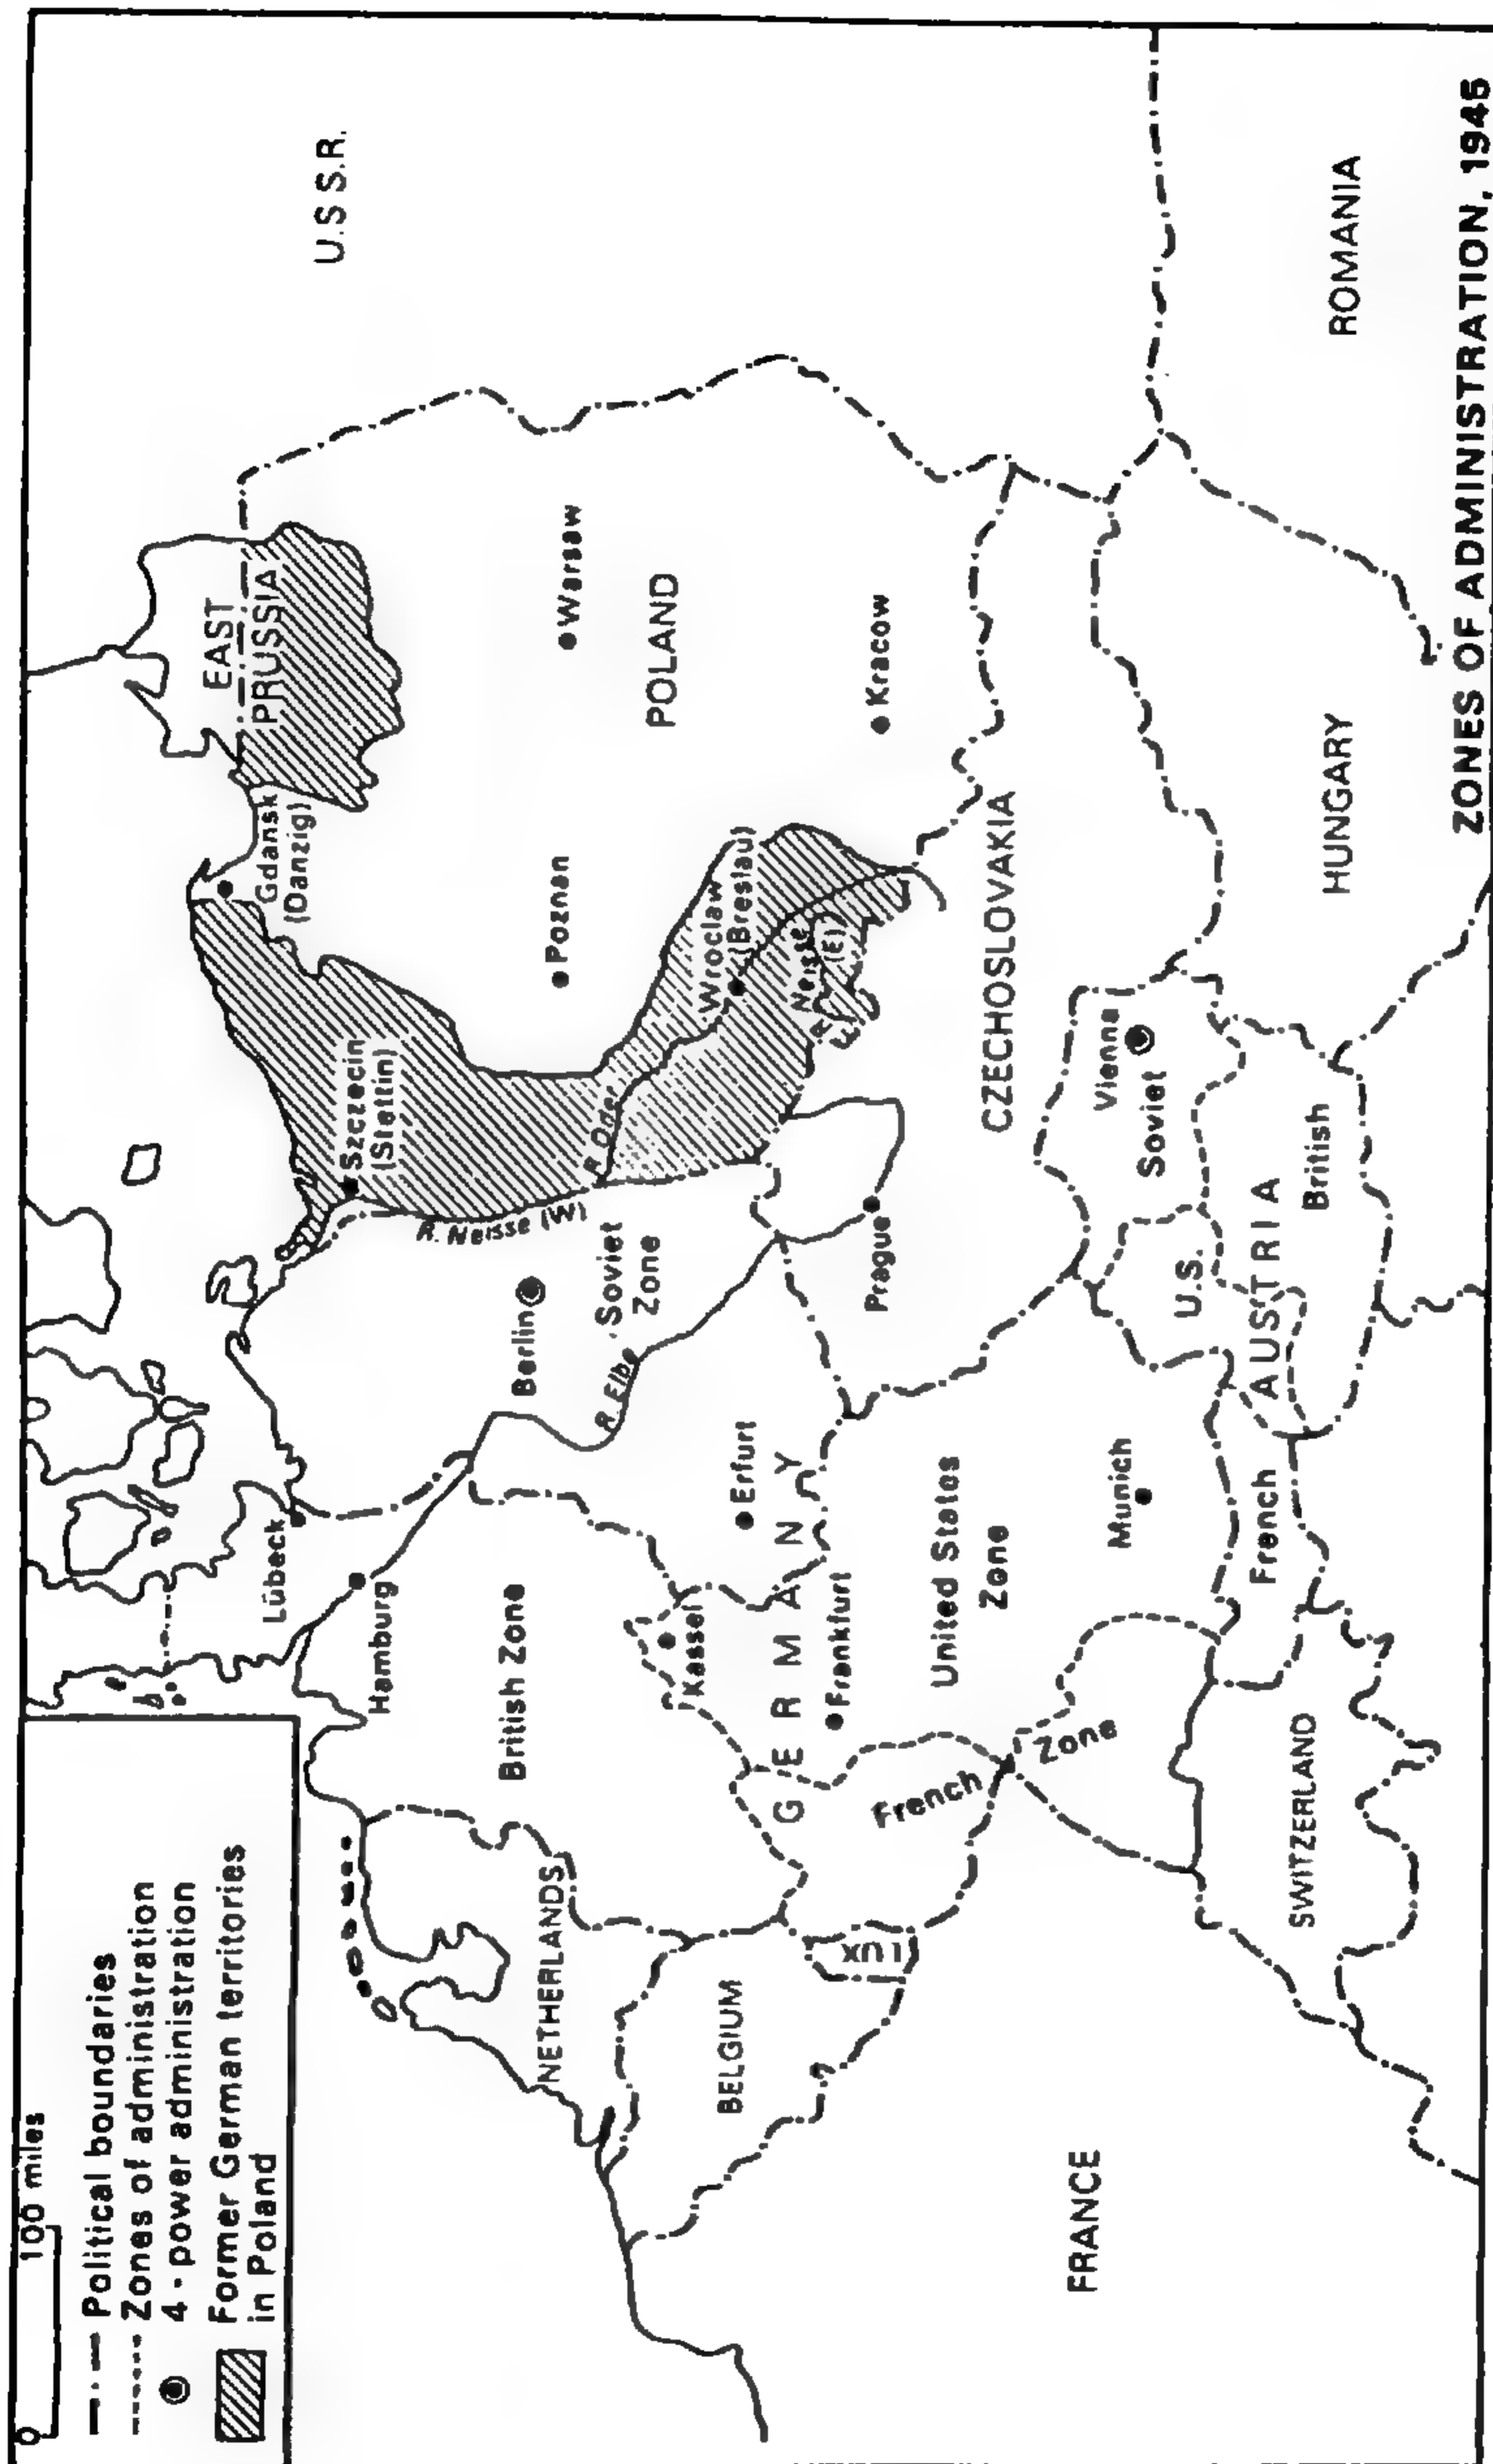 0 100 miles
Political boundaries
Zones of administration
4 - power administration
Former German territories
in Poland
U.S S.R.
EAST
PRUSSIA
Gdansk
(Danzig)
Szczecin
(Stettin)
Lübeck
Hamburg
R. Neisse (W)
Berlin
Soviet
Zone
R. Elbe
R. Oder
Poznan
Warsaw
POLAND
Wroclaw
(Breslau)
R. Neisse
(E)
Kracow
British Zone
NETHERLANDS
BELGIUM
LUX
Kassel
Erfurt
GERMANY
Frankfurt
French Zone
United States
Zone
Munich
Prague
CZECHOSLOVAKIA
Vienna
Soviet
U.S.
AUSTRIA
British
French
SWITZERLAND
FRANCE
HUNGARY
ROMANIA
ZONES OF ADMINISTRATION, 1945